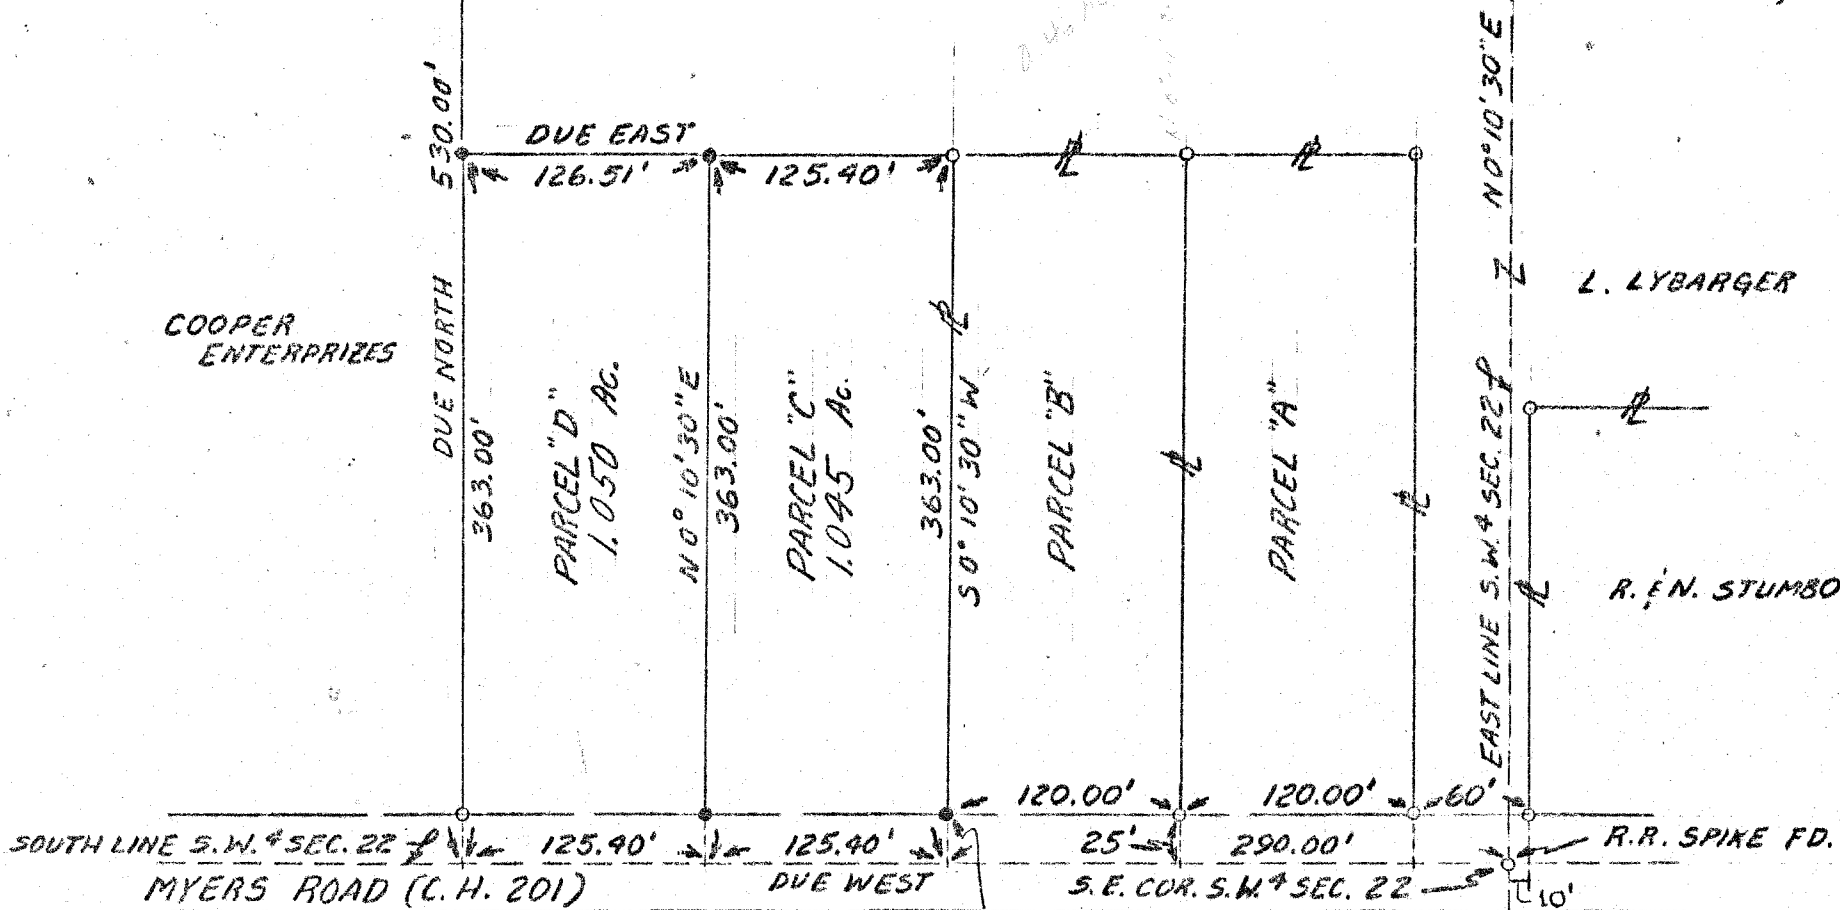 530.00'
N 0° 10' 30" E
DUE EAST
126.51'
125.40'
L. LYBARGER
COOPER
ENTERPRIZES
DUE NORTH
363.00'
PARCEL "D"
1.050 Ac.
N 0° 10' 30" E
363.00'
PARCEL "C"
1.045 Ac.
363.00'
S 0° 10' 30" W
PARCEL "B"
PARCEL "A"
EAST LINE S.W. 4 SEC. 22
R. & N. STUMBO
120.00'
120.00'
60'
SOUTH LINE S.W. 4 SEC. 22
125.40'
125.40'
25'
290.00'
R.R. SPIKE FD.
MYERS ROAD (C.H. 201)
DUE WEST
S.E. COR. S.W. 4 SEC. 22
10'